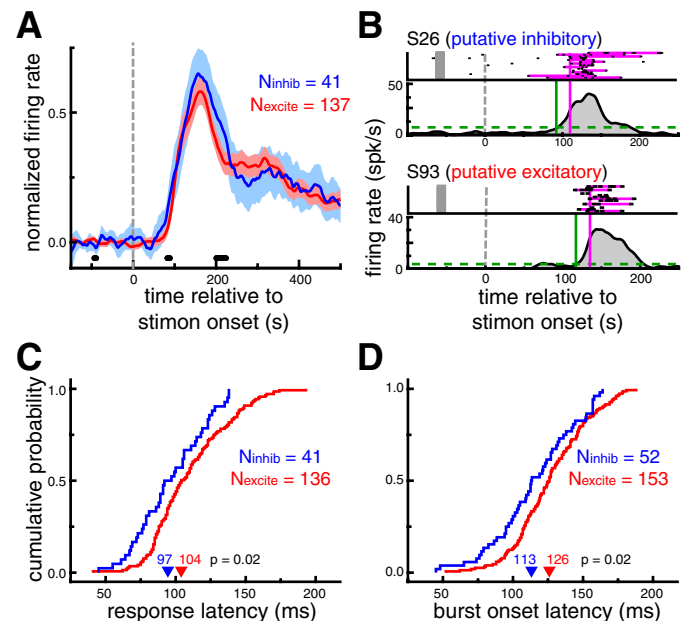 A
normalized firing rate
0.5
0.0
Ninhib = 41
Nexcite = 137
0
200
400
time relative to
stimon onset (s)
B
S26 (putative inhibitory)
50
0
0
100
200
S93 (putative excitatory)
40
0
0
100
200
firing rate (spk/s)
time relative to
stimon onset (s)
C
cumulative probability
1.0
0.5
0.0
Ninhib = 41
Nexcite = 136
97 104 p = 0.02
50 100 150 200
response latency (ms)
D
1.0
0.5
0.0
Ninhib = 52
Nexcite = 153
113 126 p = 0.02
50 100 150 200
burst onset latency (ms)